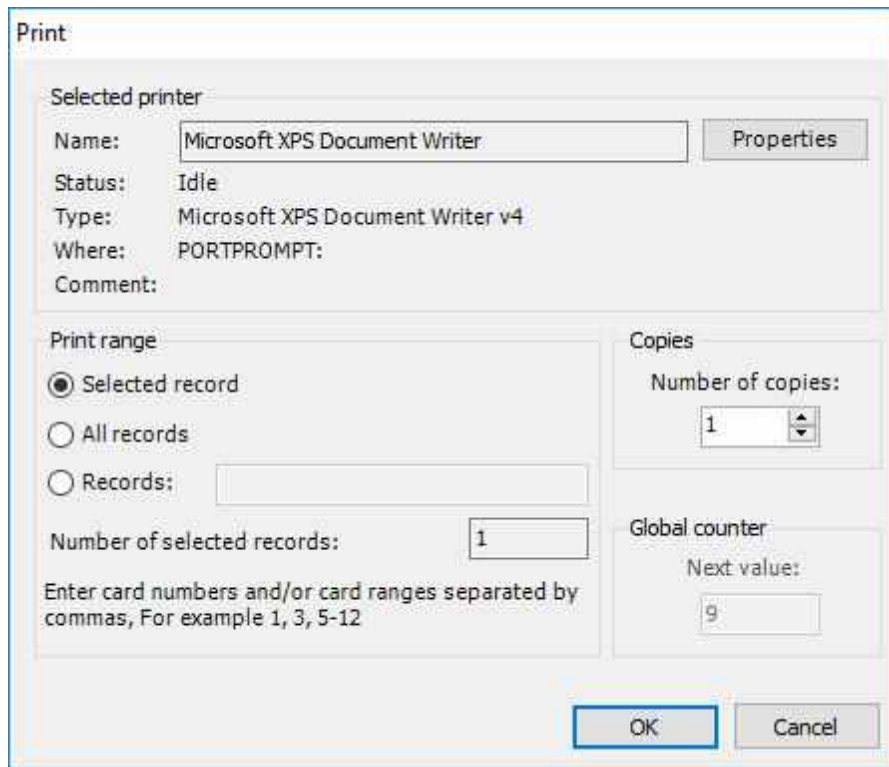 Print
Selected printer
Name: Microsoft XPS Document Writer Properties
Status: Idle
Type: Microsoft XPS Document Writer v4
Where: PORTPROMPT:
Comment:
Print range
Selected record
All records
Records:
Number of selected records: 1
Enter card numbers and/or card ranges separated by
commas, For example 1, 3, 5-12
Copies
Number of copies:
1
Global counter
Next value:
9
OK Cancel